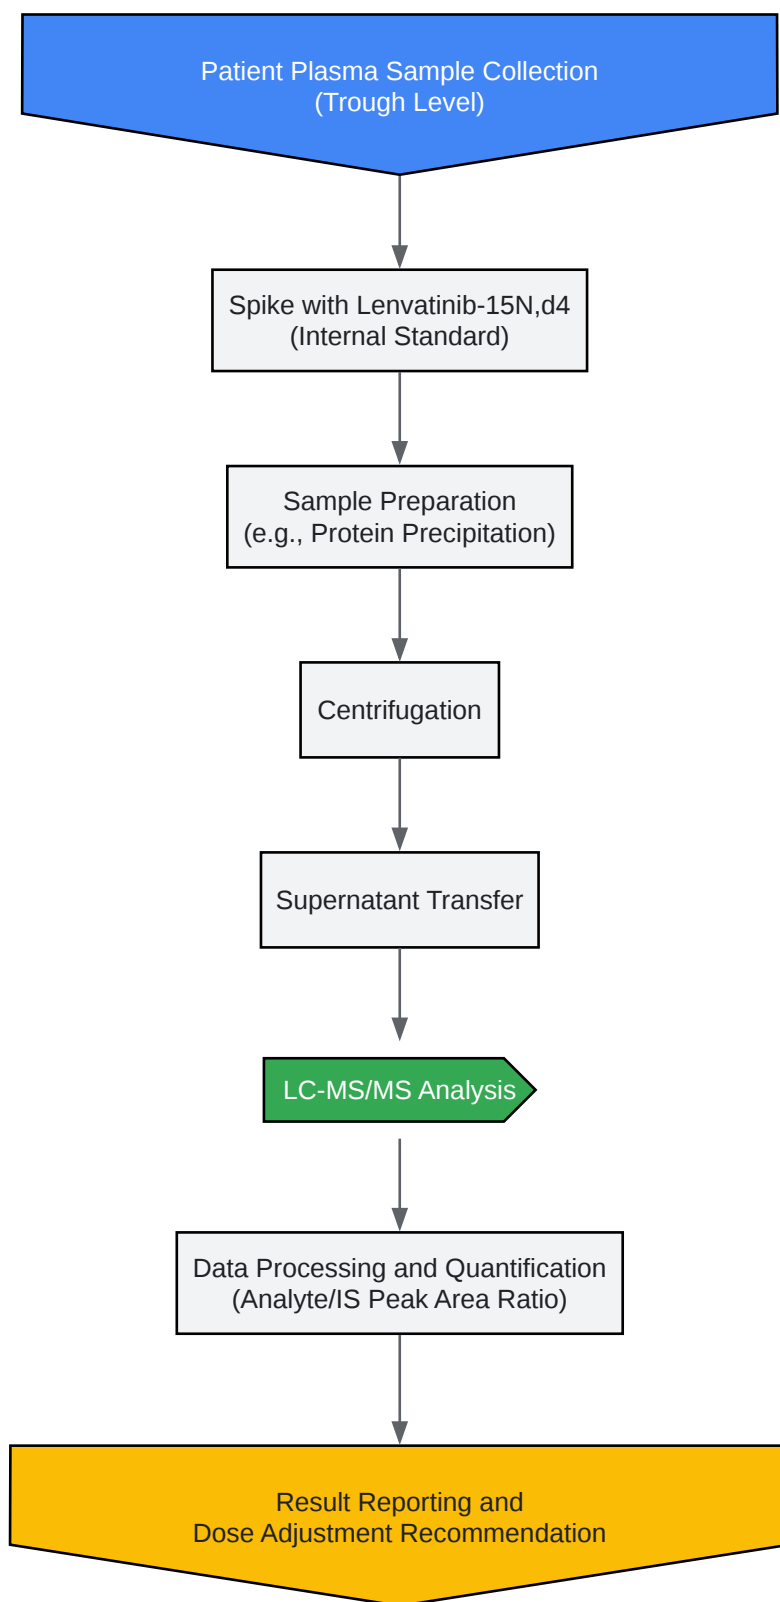 Patient Plasma Sample Collection
(Trough Level)
Spike with Lenvatinib-15N,d4
(Internal Standard)
Sample Preparation
(e.g., Protein Precipitation)
Centrifugation
Supernatant Transfer
LC-MS/MS Analysis
Data Processing and Quantification
(Analyte/IS Peak Area Ratio)
Result Reporting and
Dose Adjustment Recommendation